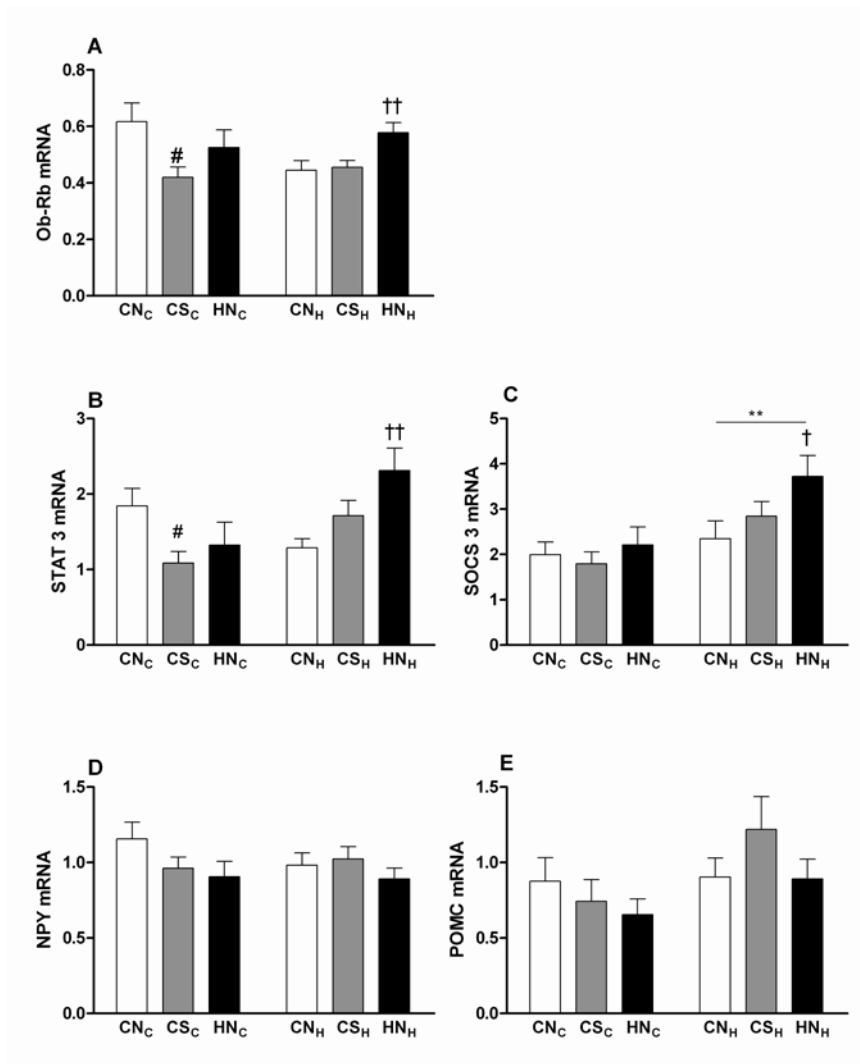 A
Ob-Rb mRNA
0.8
0.6
0.4
0.2
0.0
#
††
CNC CSC HNC CNH CSH HNH
B
STAT 3 mRNA
3
2
1
0
#
††
CNC CSC HNC CNH CSH HNH
C
SOCS 3 mRNA
5
4
3
2
1
0
**
†
CNC CSC HNC CNH CSH HNH
D
NPY mRNA
1.5
1.0
0.5
0.0
CNC CSC HNC CNH CSH HNH
E
POMC mRNA
1.5
1.0
0.5
0.0
CNC CSC HNC CNH CSH HNH